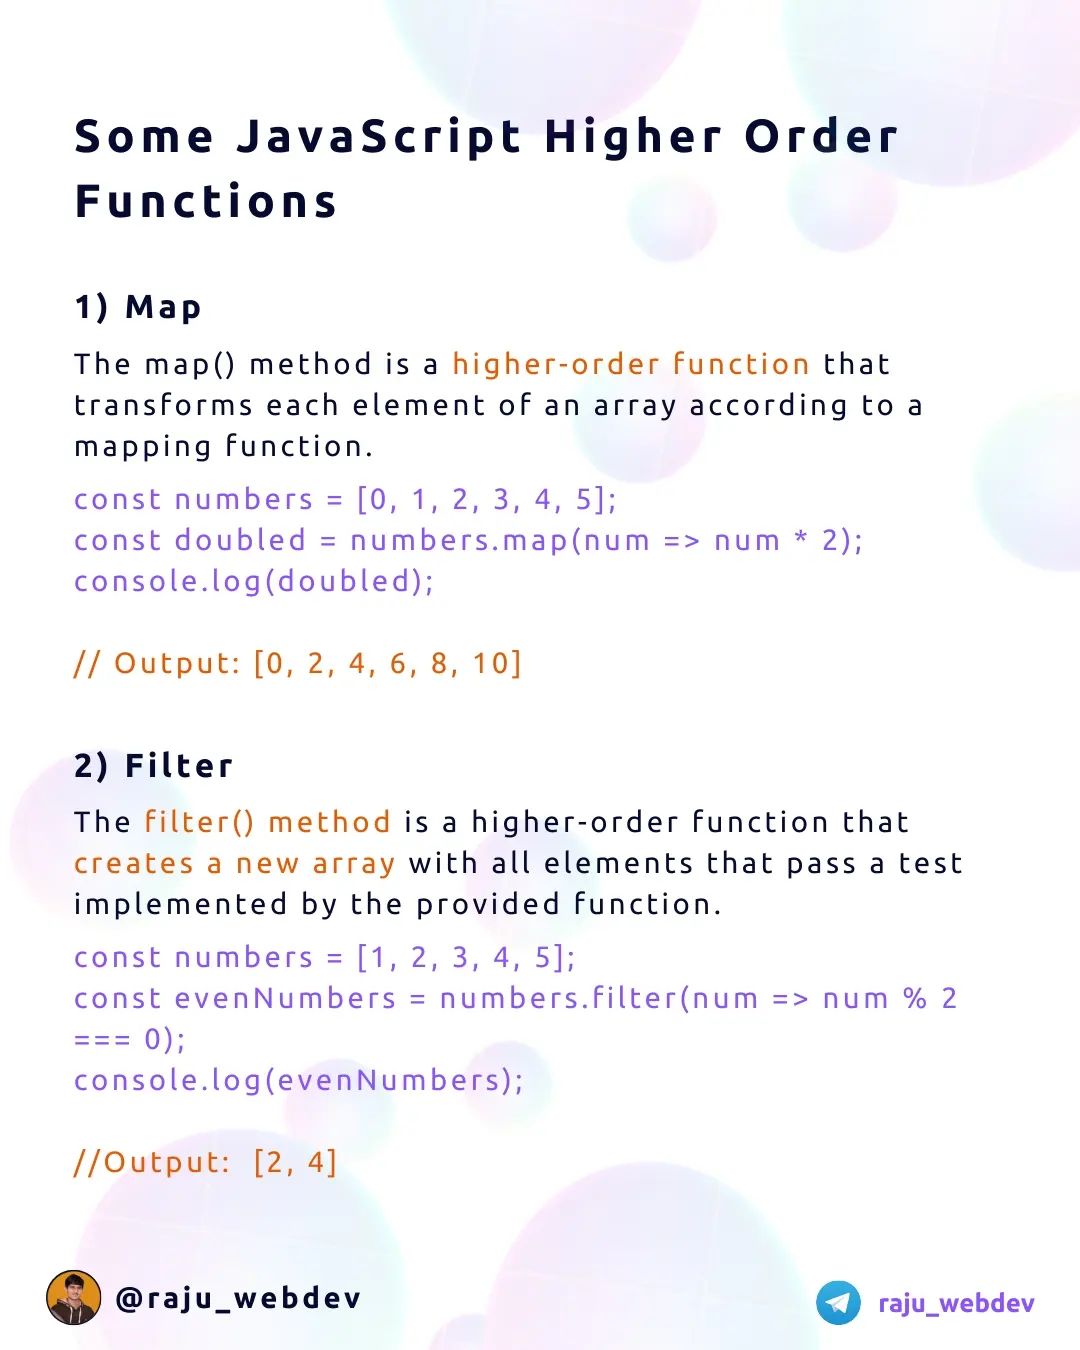 Some JavaScript Higher Order
Functions
1) Map
The map() method is a higher-order function that
transforms each element of an array according to a
mapping function.
const numbers = [0, 1, 2, 3, 4, 5];
const doubled = numbers.map(num => num * 2);
console.log(doubled);
// Output: [0, 2, 4, 6, 8, 10]
2) Filter
The filter() method is a higher-order function that
creates a new array with all elements that pass a test
implemented by the provided function.
const numbers = [1, 2, 3, 4, 5];
const evenNumbers = numbers.filter(num => num % 2
=== 0);
console.log(evenNumbers);
//Output:  [2, 4]
@raju_webdev
raju_webdev